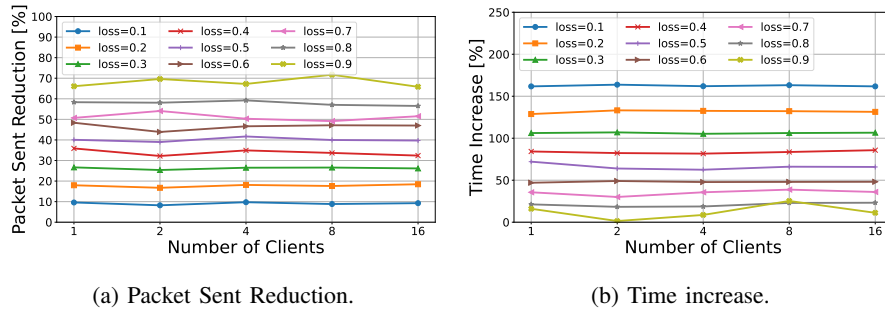 Packet Sent Reduction [%]
100
90
80
70
60
50
40
30
20
10
0
loss=0.1 loss=0.4 loss=0.7
loss=0.2 loss=0.5 loss=0.8
loss=0.3 loss=0.6 loss=0.9
1 2 4 8 16
Number of Clients
(a) Packet Sent Reduction.
Time Increase [%]
250
200
150
100
50
0
loss=0.1 loss=0.4 loss=0.7
loss=0.2 loss=0.5 loss=0.8
loss=0.3 loss=0.6 loss=0.9
1 2 4 8 16
Number of Clients
(b) Time increase.